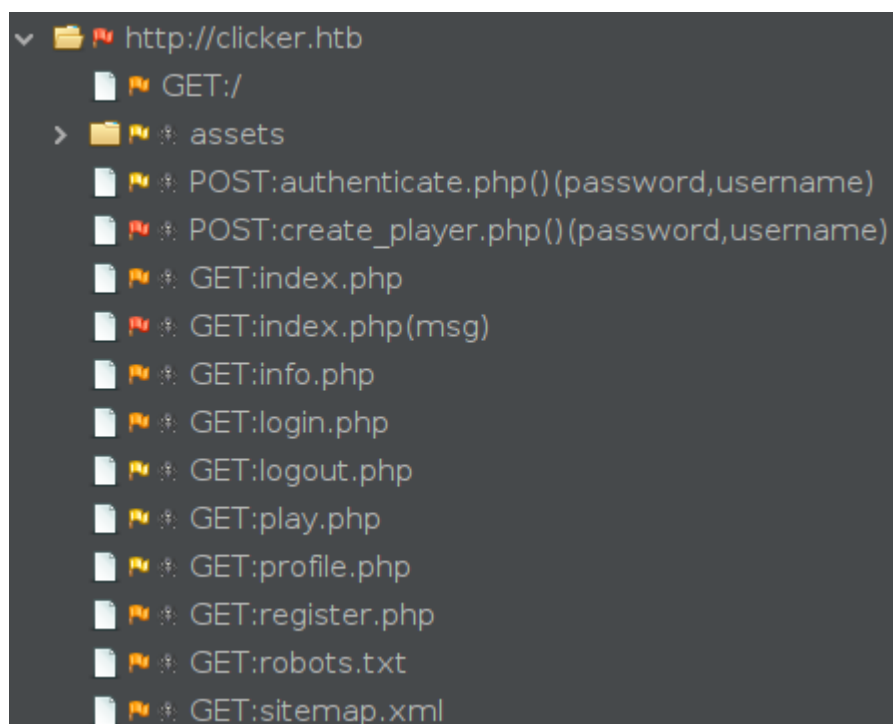 http://clicker.htb
GET:/
assets
POST:authenticate.php()(password,username)
POST:create_player.php()(password,username)
GET:index.php
GET:index.php(msg)
GET:info.php
GET:login.php
GET:logout.php
GET:play.php
GET:profile.php
GET:register.php
GET:robots.txt
GET:sitemap.xml